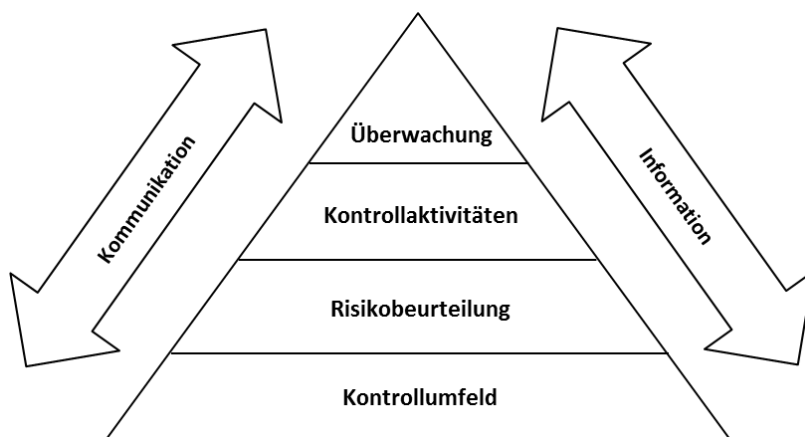 Überwachung
Kommunikation
Information
Kontrollaktivitäten
Risikobeurteilung
Kontrollumfeld